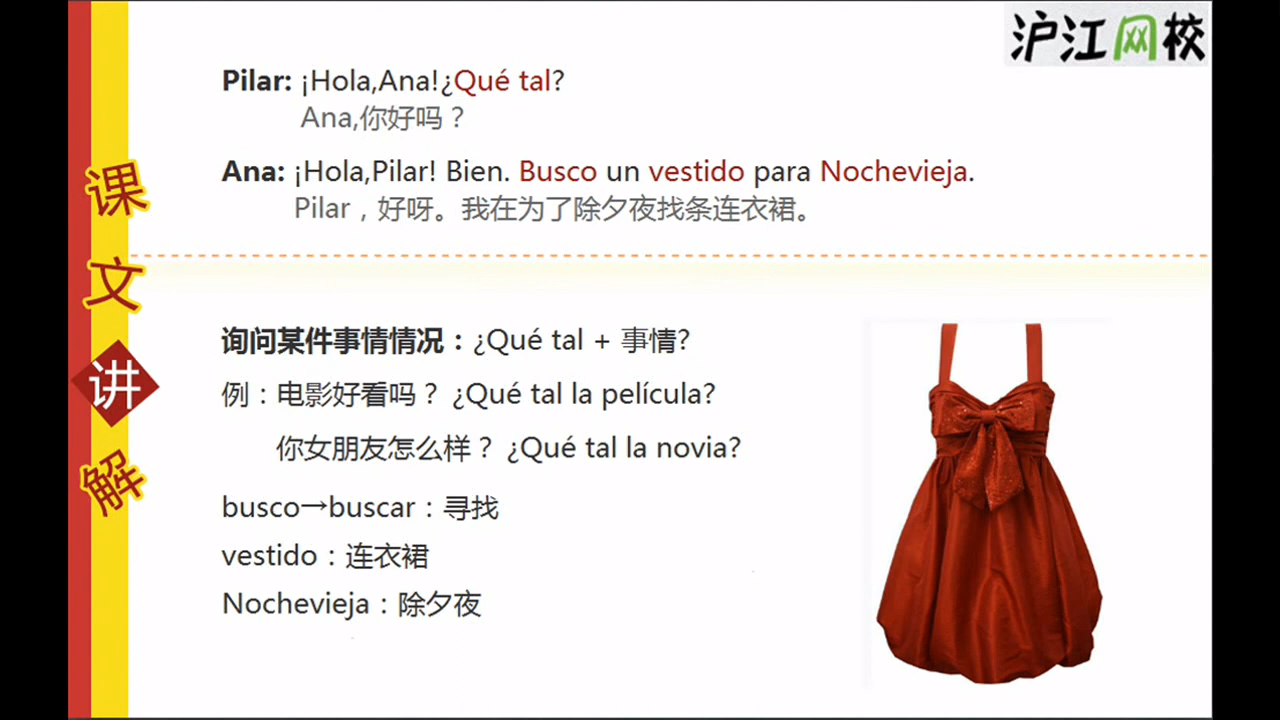 沪江网校
Pilar: ¡Hola,Ana!¿Qué tal?
Ana,你好吗？
Ana: ¡Hola,Pilar! Bien. Busco un vestido para Nochevieja.
Pilar，好呀。我在为了除夕夜找条连衣裙。
课文讲解
询问某件事情情况：¿Qué tal + 事情?
例：电影好看吗？ ¿Qué tal la película?
你女朋友怎么样？ ¿Qué tal la novia?
busco→buscar：寻找
vestido：连衣裙
Nochevieja：除夕夜